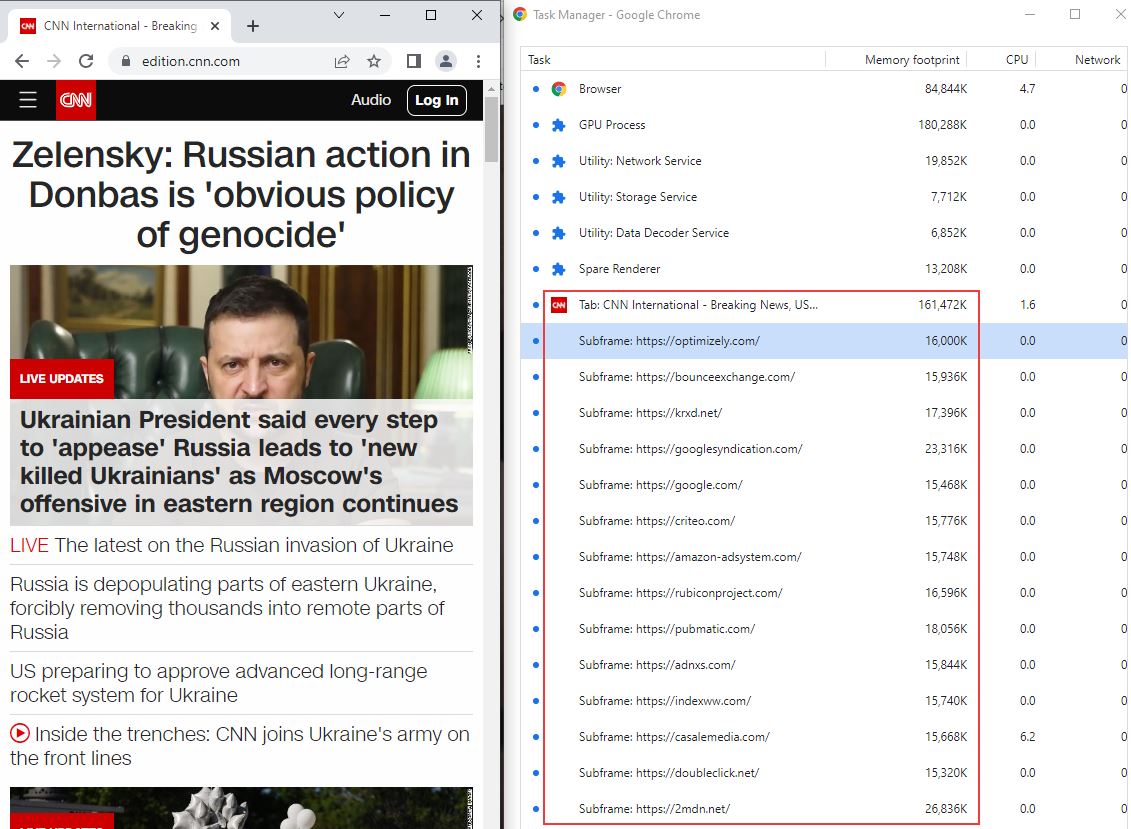 CNN International - Breaking
edition.cnn.com
CNN
Audio
Log In
Zelensky: Russian action in
Donbas is 'obvious policy
of genocide'
LIVE UPDATES
Ukrainian President said every step
to 'appease' Russia leads to 'new
killed Ukrainians' as Moscow's
offensive in eastern region continues
LIVE The latest on the Russian invasion of Ukraine
Russia is depopulating parts of eastern Ukraine,
forcibly removing thousands into remote parts of
Russia
US preparing to approve advanced long-range
rocket system for Ukraine
Inside the trenches: CNN joins Ukraine's army on
the front lines
Task Manager - Google Chrome
Task Memory footprint CPU Network
Browser 84,844K 4.7 0
GPU Process 180,288K 0.0 0
Utility: Network Service 19,852K 0.0 0
Utility: Storage Service 7,712K 0.0 0
Utility: Data Decoder Service 6,852K 0.0 0
Spare Renderer 13,208K 0.0 0
CNN Tab: CNN International - Breaking News, US... 161,472K 1.6 0
Subframe: https://optimizely.com/ 16,000K 0.0 0
Subframe: https://bounceexchange.com/ 15,936K 0.0 0
Subframe: https://krxd.net/ 17,396K 0.0 0
Subframe: https://googlesyndication.com/ 23,316K 0.0 0
Subframe: https://google.com/ 15,468K 0.0 0
Subframe: https://criteo.com/ 15,776K 0.0 0
Subframe: https://amazon-adsystem.com/ 15,748K 0.0 0
Subframe: https://rubiconproject.com/ 16,596K 0.0 0
Subframe: https://pubmatic.com/ 18,056K 0.0 0
Subframe: https://adnxs.com/ 15,844K 0.0 0
Subframe: https://indexww.com/ 15,740K 0.0 0
Subframe: https://casalemedia.com/ 15,668K 6.2 0
Subframe: https://doubleclick.net/ 15,320K 0.0 0
Subframe: https://2mdn.net/ 26,836K 0.0 0